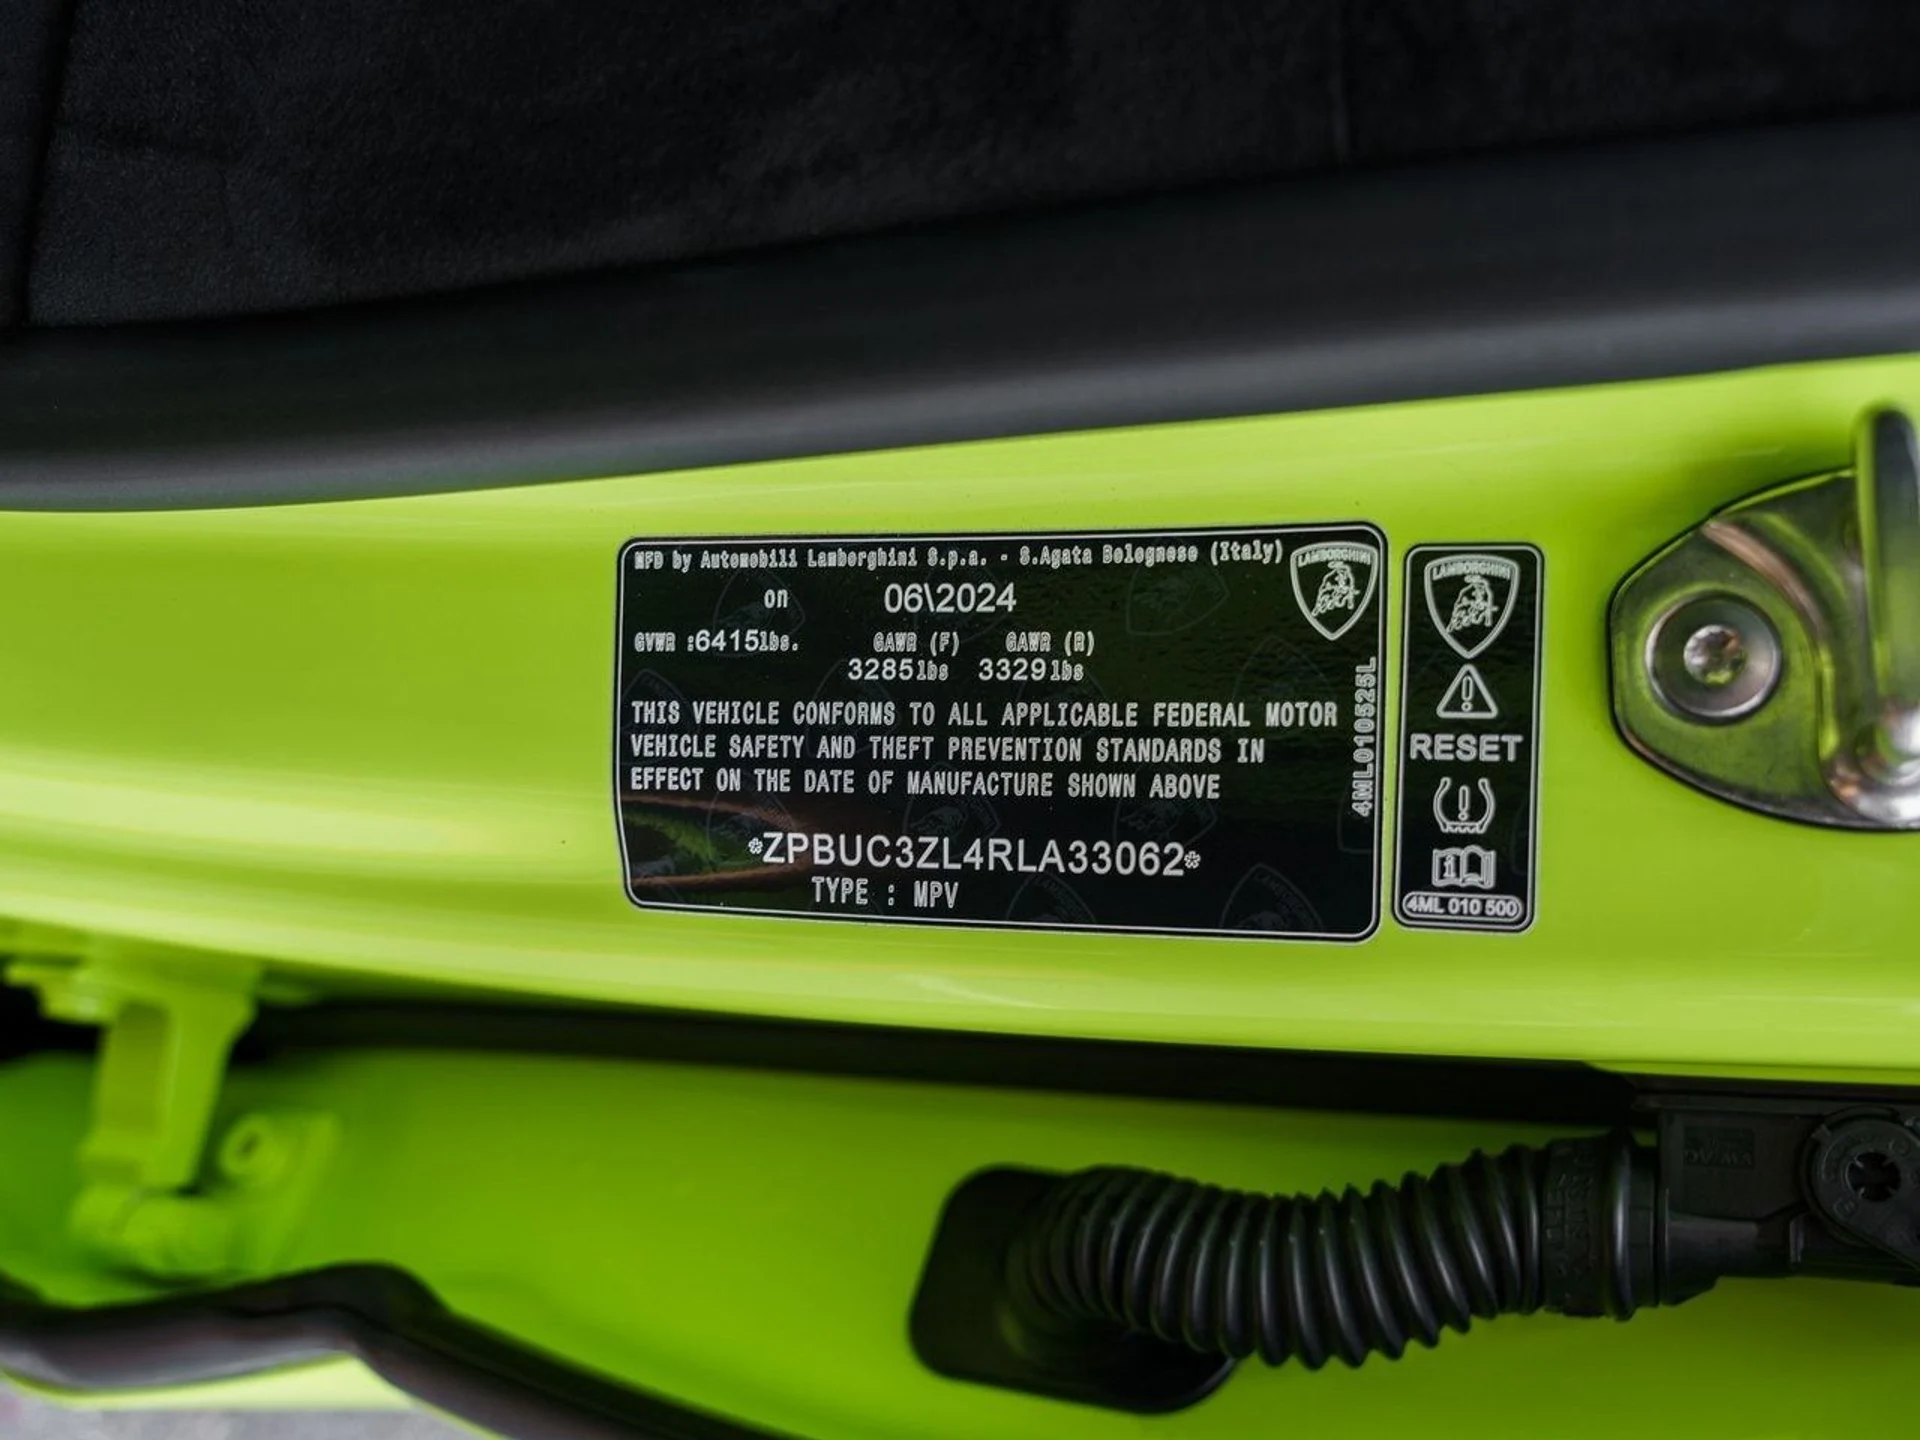 MFD by Automobili Lamborghini S.p.a. - S.Agata Bolognese (Italy)
on 06\2024
GVWR :6415lbs. GAWR (F) GAWR (R)
3285lbs 3329lbs
THIS VEHICLE CONFORMS TO ALL APPLICABLE FEDERAL MOTOR
VEHICLE SAFETY AND THEFT PREVENTION STANDARDS IN
EFFECT ON THE DATE OF MANUFACTURE SHOWN ABOVE
*ZPBUC3ZL4RLA33062*
TYPE : MPV
LAMBORGHINI
4ML010525L
LAMBORGHINI
RESET
4ML 010 500